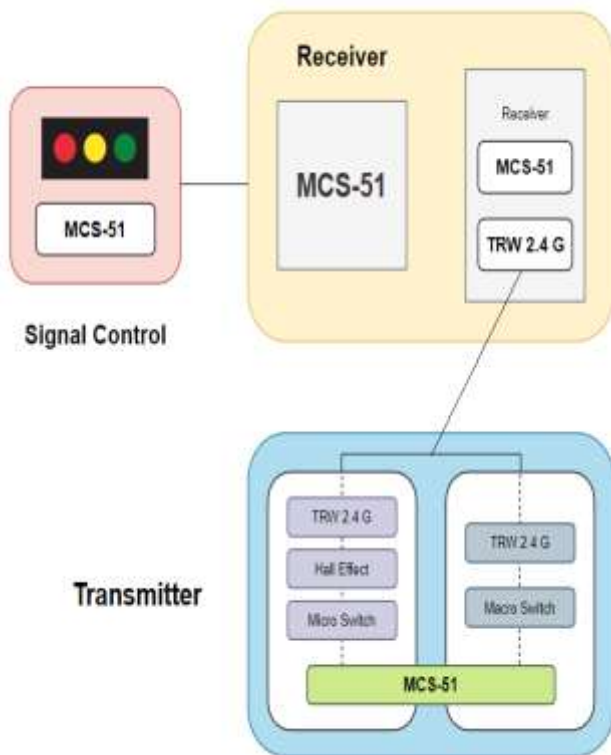 Receiver
MCS-51
Receiver
MCS-51
TRW 2.4 G
MCS-51
Signal Control
Transmitter
TRW 2.4 G
Hall Effect
Micro Switch
TRW 2.4 G
Macro Switch
MCS-51